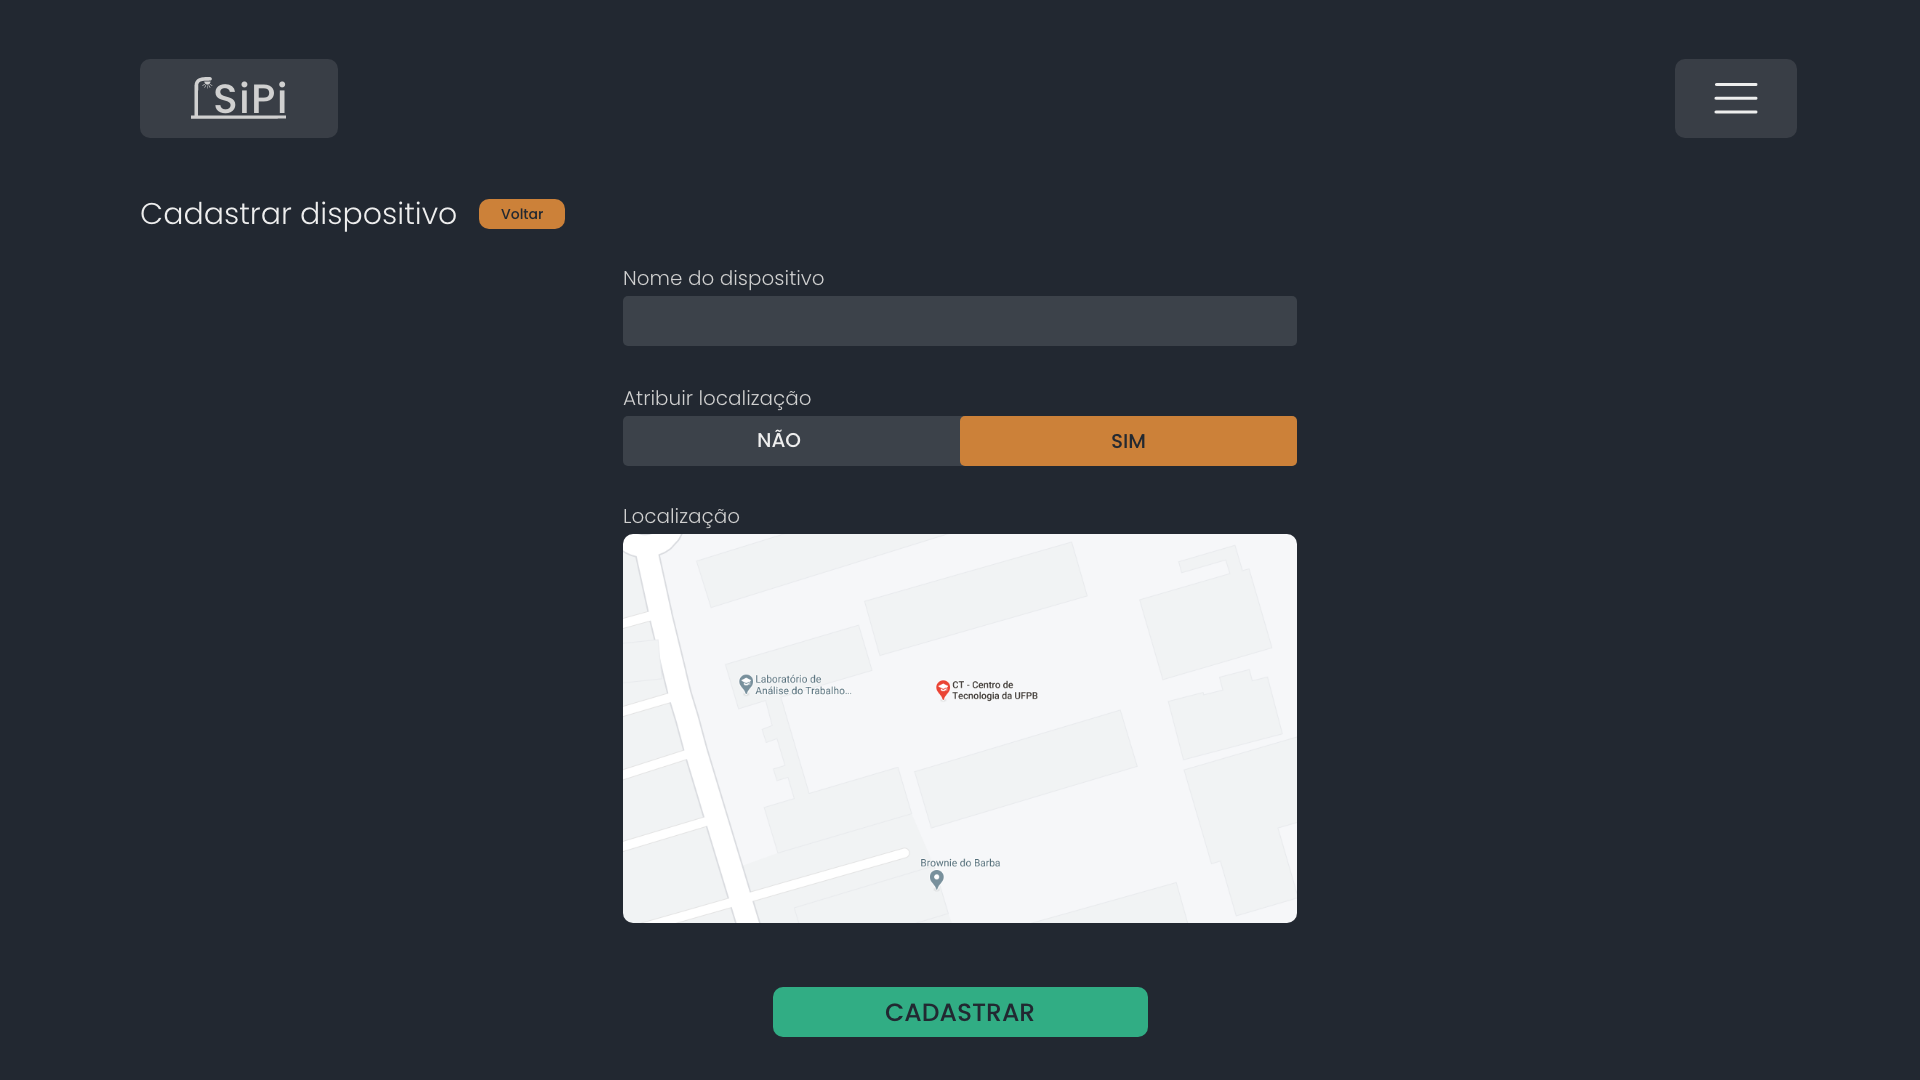 SiPi
Cadastrar dispositivo
Voltar
Nome do dispositivo
Atribuir localização
NÃO
SIM
Localização
Laboratório de
Análise do Trabalho...
CT - Centro de
Tecnologia da UFPB
Brownie do Barba
CADASTRAR